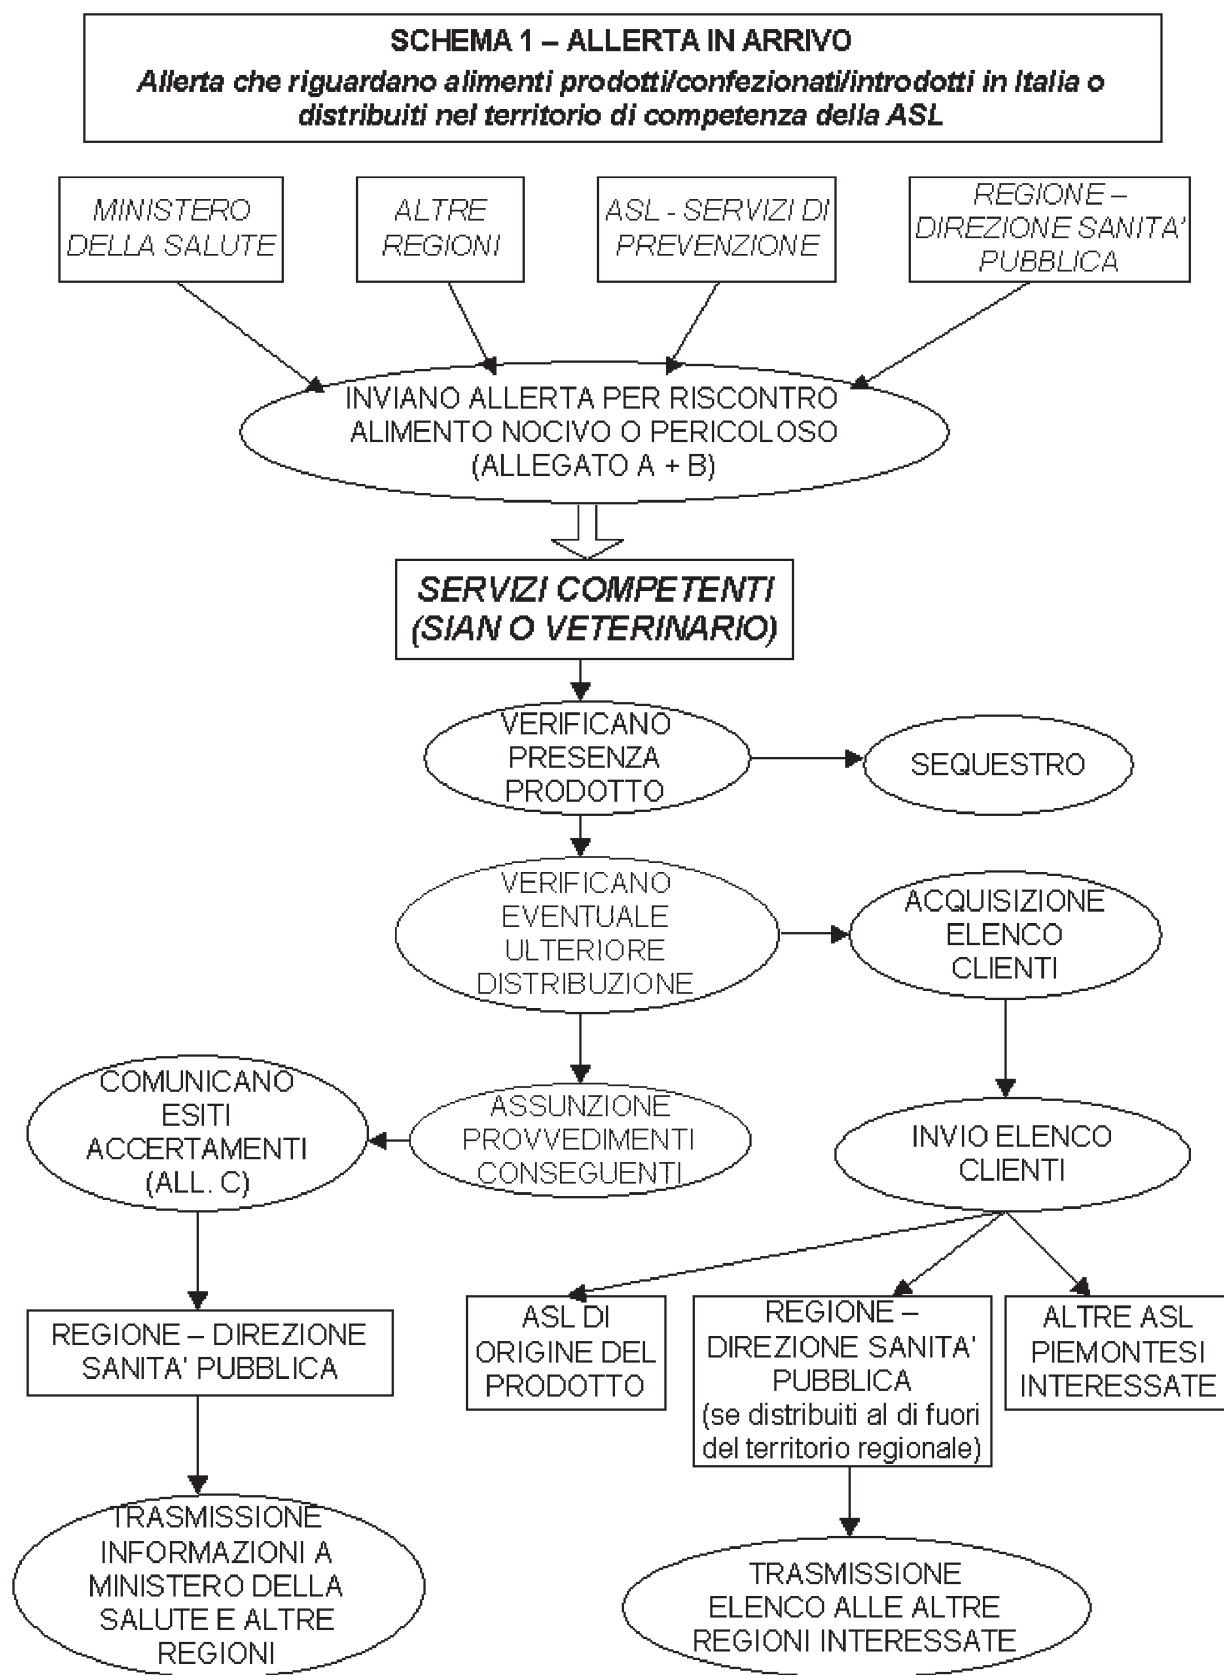 SCHEMA 1 – ALLERTA IN ARRIVO
Allerta che riguardano alimenti prodotti/confezionati/introdotti in Italia o
distribuiti nel territorio di competenza della ASL
MINISTERO
DELLA SALUTE
ALTRE
REGIONI
ASL - SERVIZI DI
PREVENZIONE
REGIONE –
DIREZIONE SANITA'
PUBBLICA
INVIANO ALLERTA PER RISCONTRO
ALIMENTO NOCIVO O PERICOLOSO
(ALLEGATO A + B)
SERVIZI COMPETENTI
(SIAN O VETERINARIO)
VERIFICANO
PRESENZA
PRODOTTO
SEQUESTRO
VERIFICANO
EVENTUALE
ULTERIORE
DISTRIBUZIONE
ACQUISIZIONE
ELENCO
CLIENTI
COMUNICANO
ESITI
ACCERTAMENTI
(ALL. C)
ASSUNZIONE
PROVVEDIMENTI
CONSEGUENTI
INVIO ELENCO
CLIENTI
REGIONE – DIREZIONE
SANITA' PUBBLICA
ASL DI
ORIGINE DEL
PRODOTTO
REGIONE –
DIREZIONE SANITA'
PUBBLICA
(se distribuiti al di fuori
del territorio regionale)
ALTRE ASL
PIEMONTESI
INTERESSATE
TRASMISSIONE
INFORMAZIONI A
MINISTERO DELLA
SALUTE E ALTRE
REGIONI
TRASMISSIONE
ELENCO ALLE ALTRE
REGIONI INTERESSATE